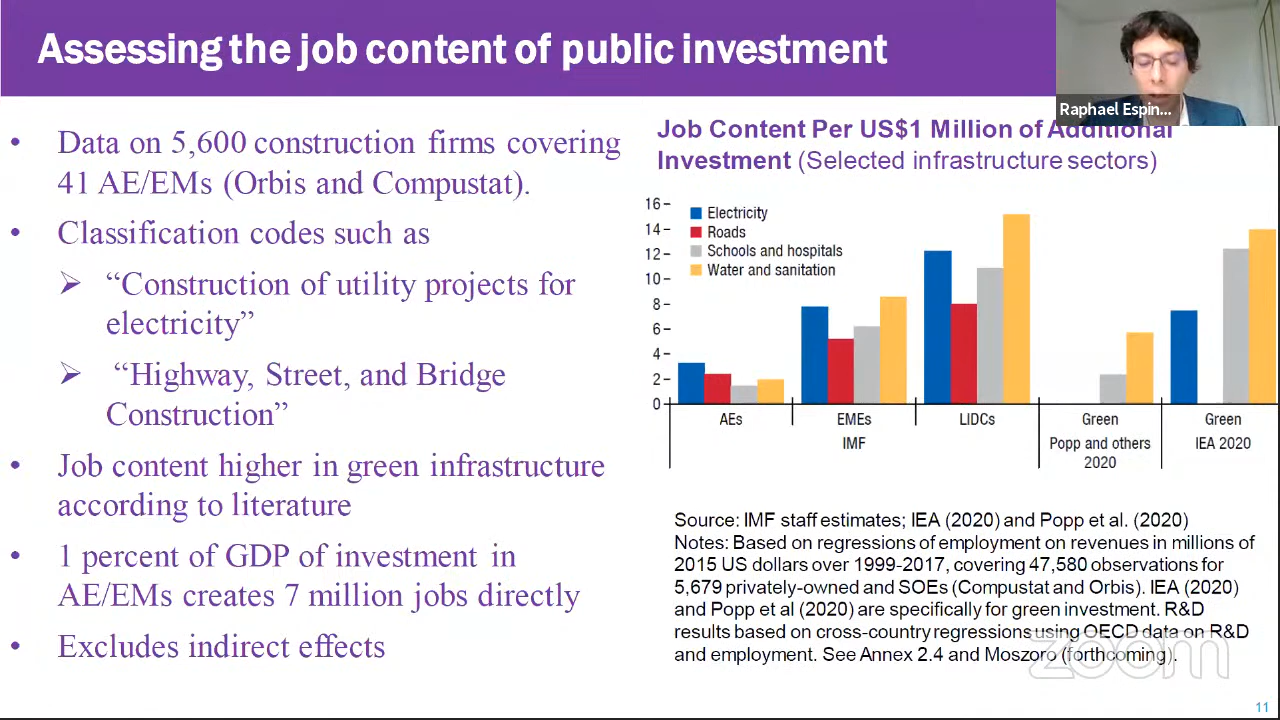 Assessing the job content of public investment
Raphael Espin...
• Data on 5,600 construction firms covering
41 AE/EMs (Orbis and Compustat).
• Classification codes such as
➢ “Construction of utility projects for
electricity”
➢ “Highway, Street, and Bridge
Construction”
• Job content higher in green infrastructure
according to literature
• 1 percent of GDP of investment in
AE/EMs creates 7 million jobs directly
• Excludes indirect effects
Job Content Per US$1 Million of Additional
Investment (Selected infrastructure sectors)
16
14
12
10
8
6
4
2
0
Electricity
Roads
Schools and hospitals
Water and sanitation
AEs EMEs LIDCs Green Green
IMF Popp and others IEA 2020
2020
Source: IMF staff estimates; IEA (2020) and Popp et al. (2020)
Notes: Based on regressions of employment on revenues in millions of
2015 US dollars over 1999-2017, covering 47,580 observations for
5,679 privately-owned and SOEs (Compustat and Orbis). IEA (2020)
and Popp et al (2020) are specifically for green investment. R&D
results based on cross-country regressions using OECD data on R&D
and employment. See Annex 2.4 and Moszoro (forthcoming).
zoom
11